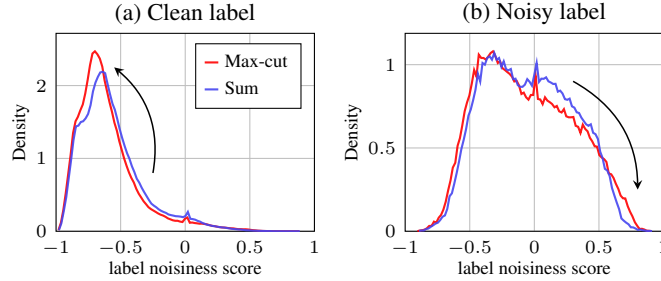 (a) Clean label
Density
2
1
0
−1
−0.5
0
0.5
1
label noisiness score
Max-cut
Sum
(b) Noisy label
Density
1
0.5
0
−1
−0.5
0
0.5
1
label noisiness score